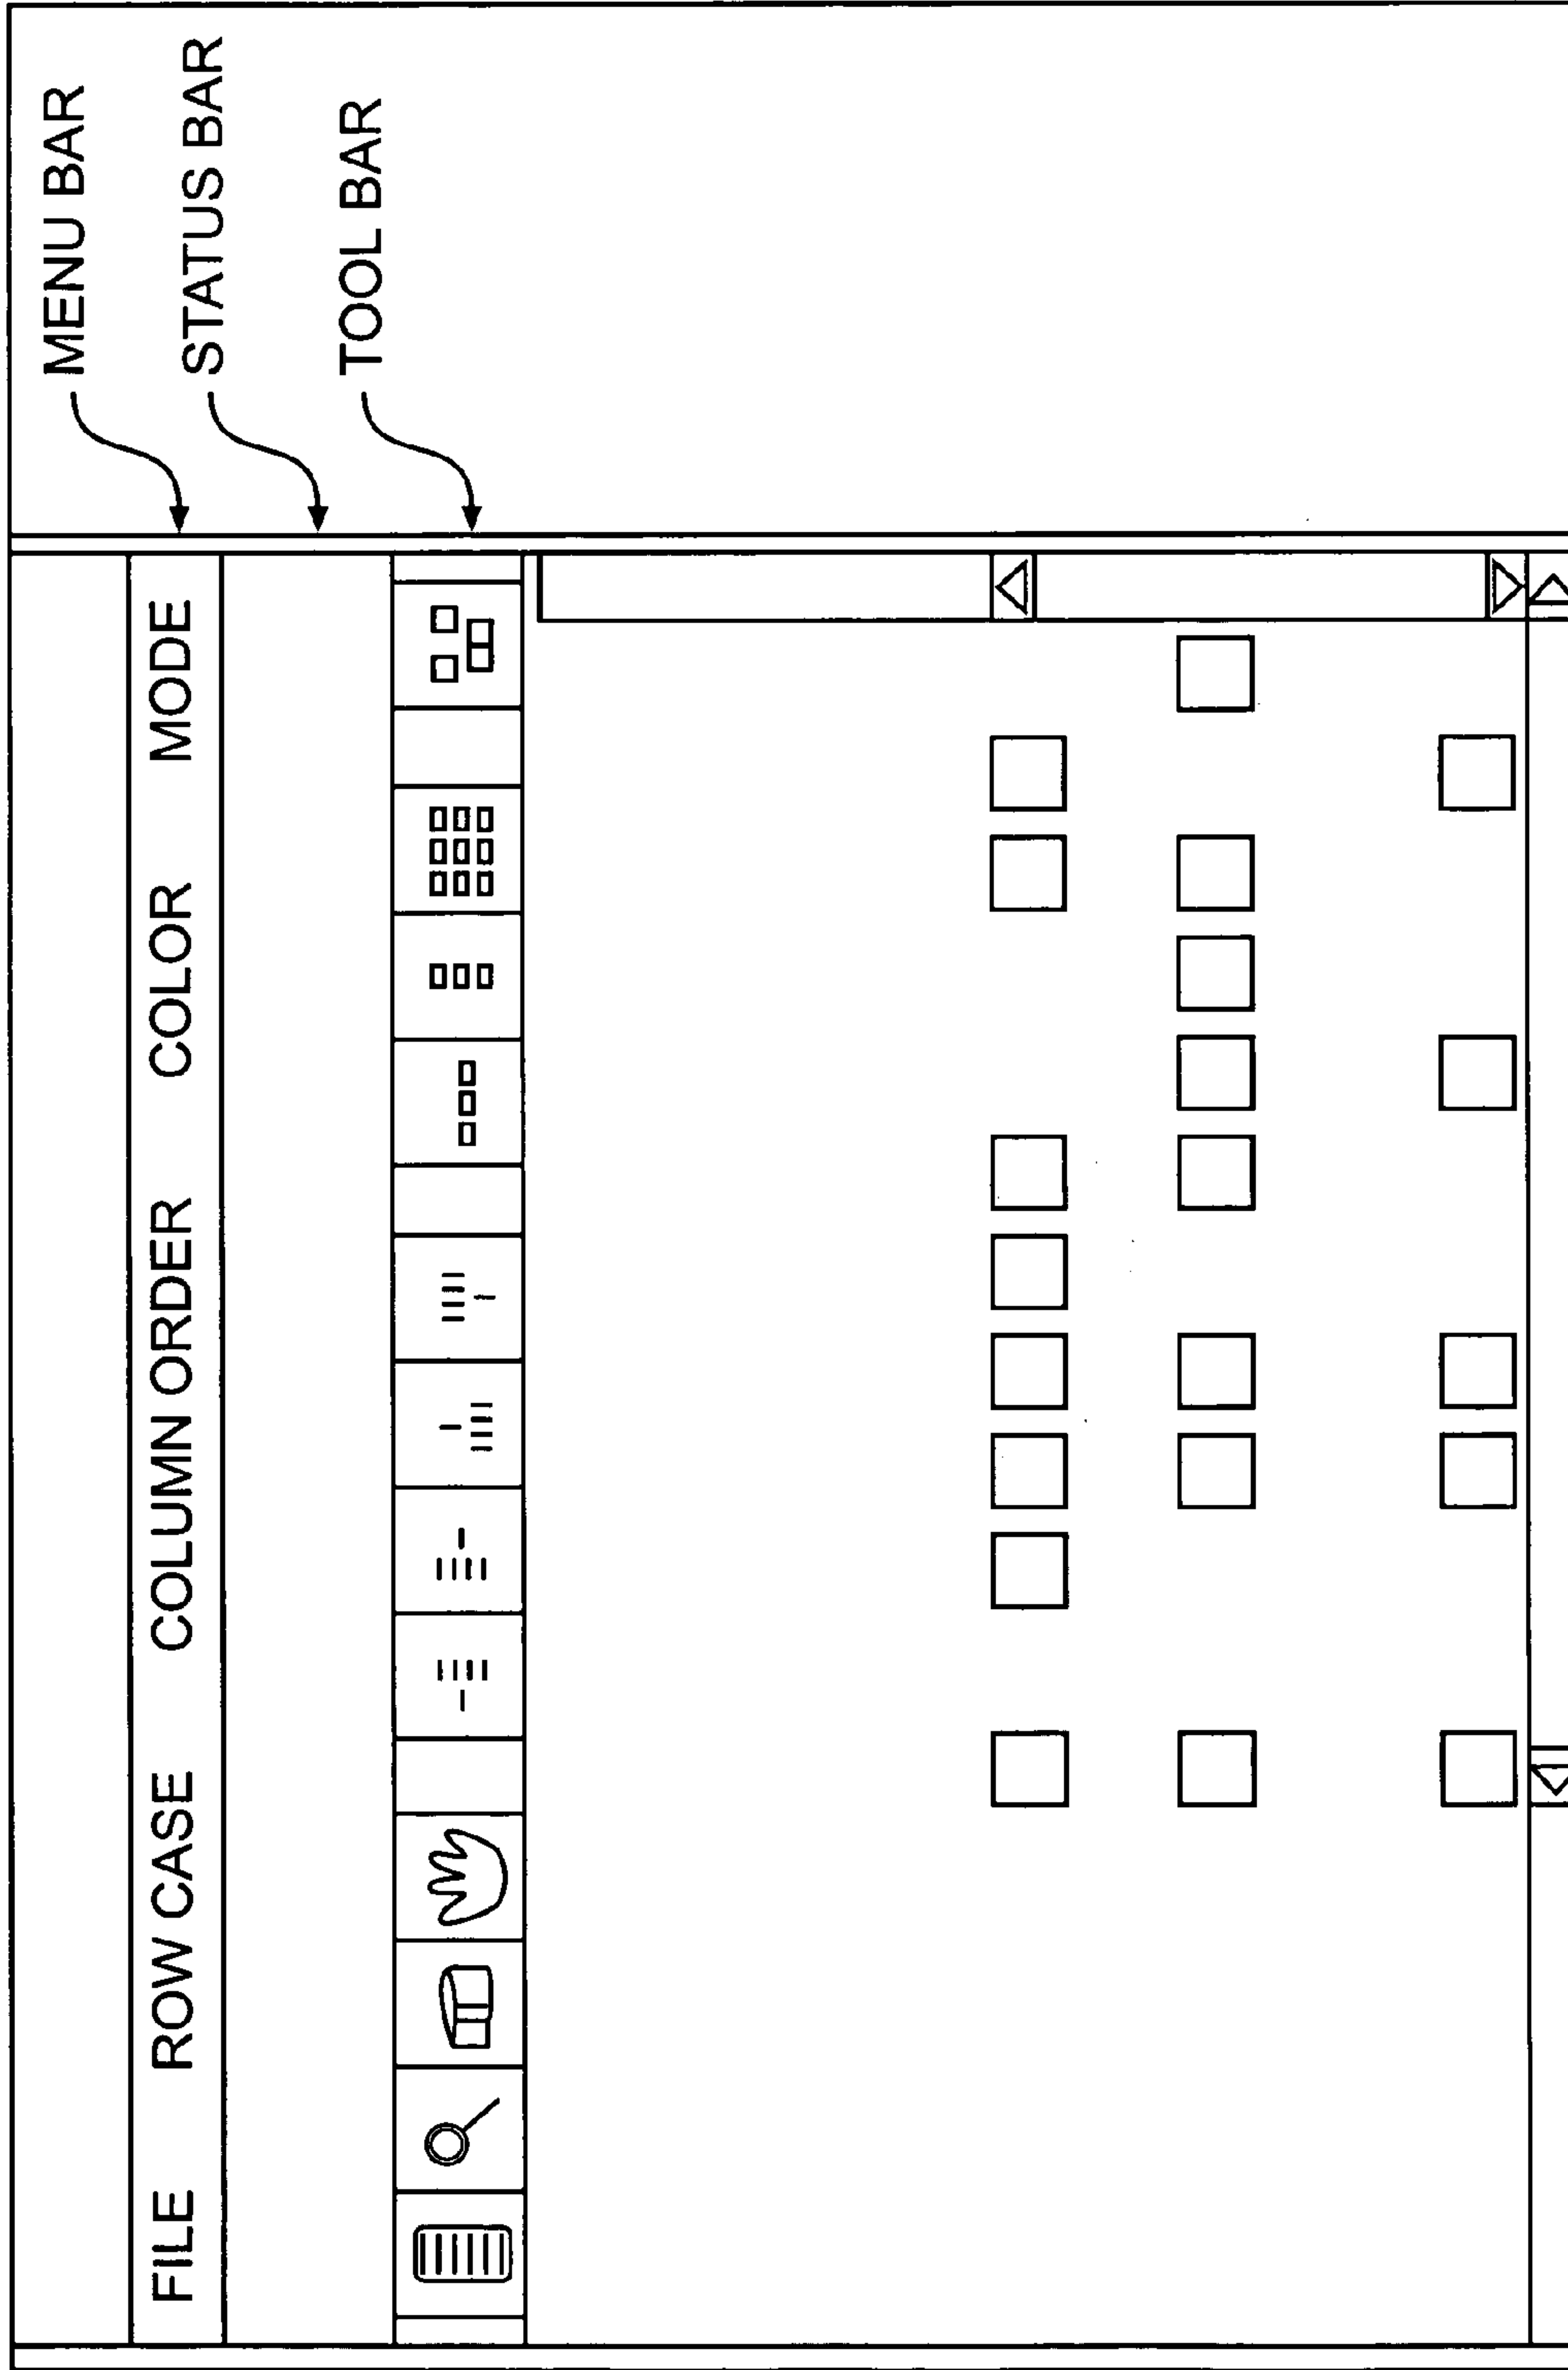 MENU BAR
STATUS BAR
TOOL BAR
FILE ROW CASE COLUMN ORDER COLOR MODE